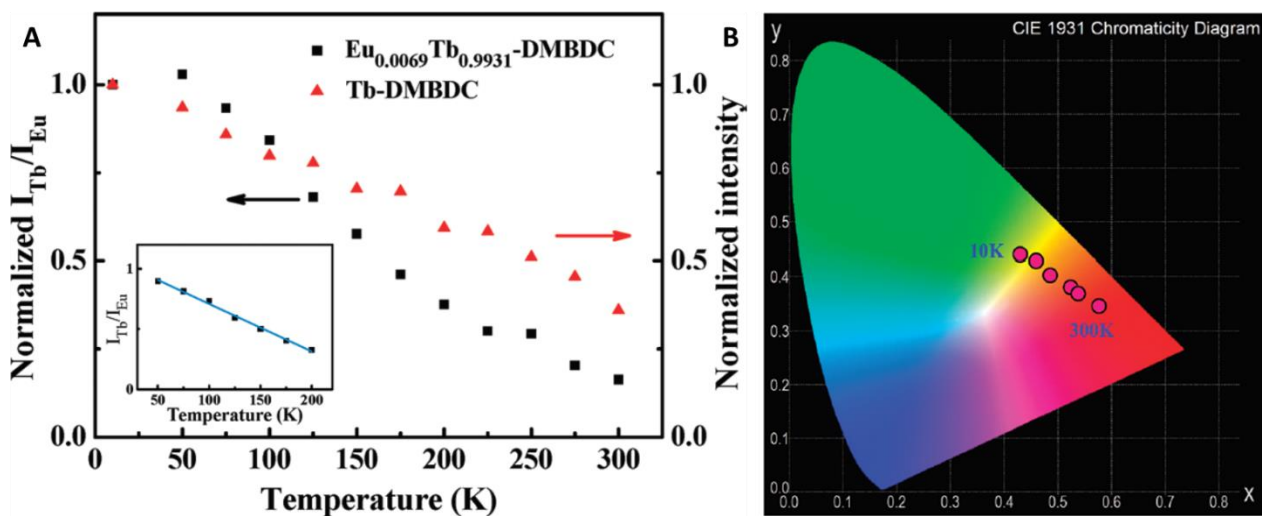 A
Eu0.0069Tb0.9931-DMBDC
Tb-DMBDC
Normalized ITb/IEu
1.0
0.5
0.0
0 50 100 150 200 250 300
Temperature (K)
ITb/IEu
1
0
50 100 150 200
Temperature (K)
1.0
0.5
0.0
Normalized intensity
B
CIE 1931 Chromaticity Diagram
y
0.8
0.7
0.6
0.5
0.4
0.3
0.2
0.1
0.0
10K
300K
0.0 0.1 0.2 0.3 0.4 0.5 0.6 0.7 0.8
x